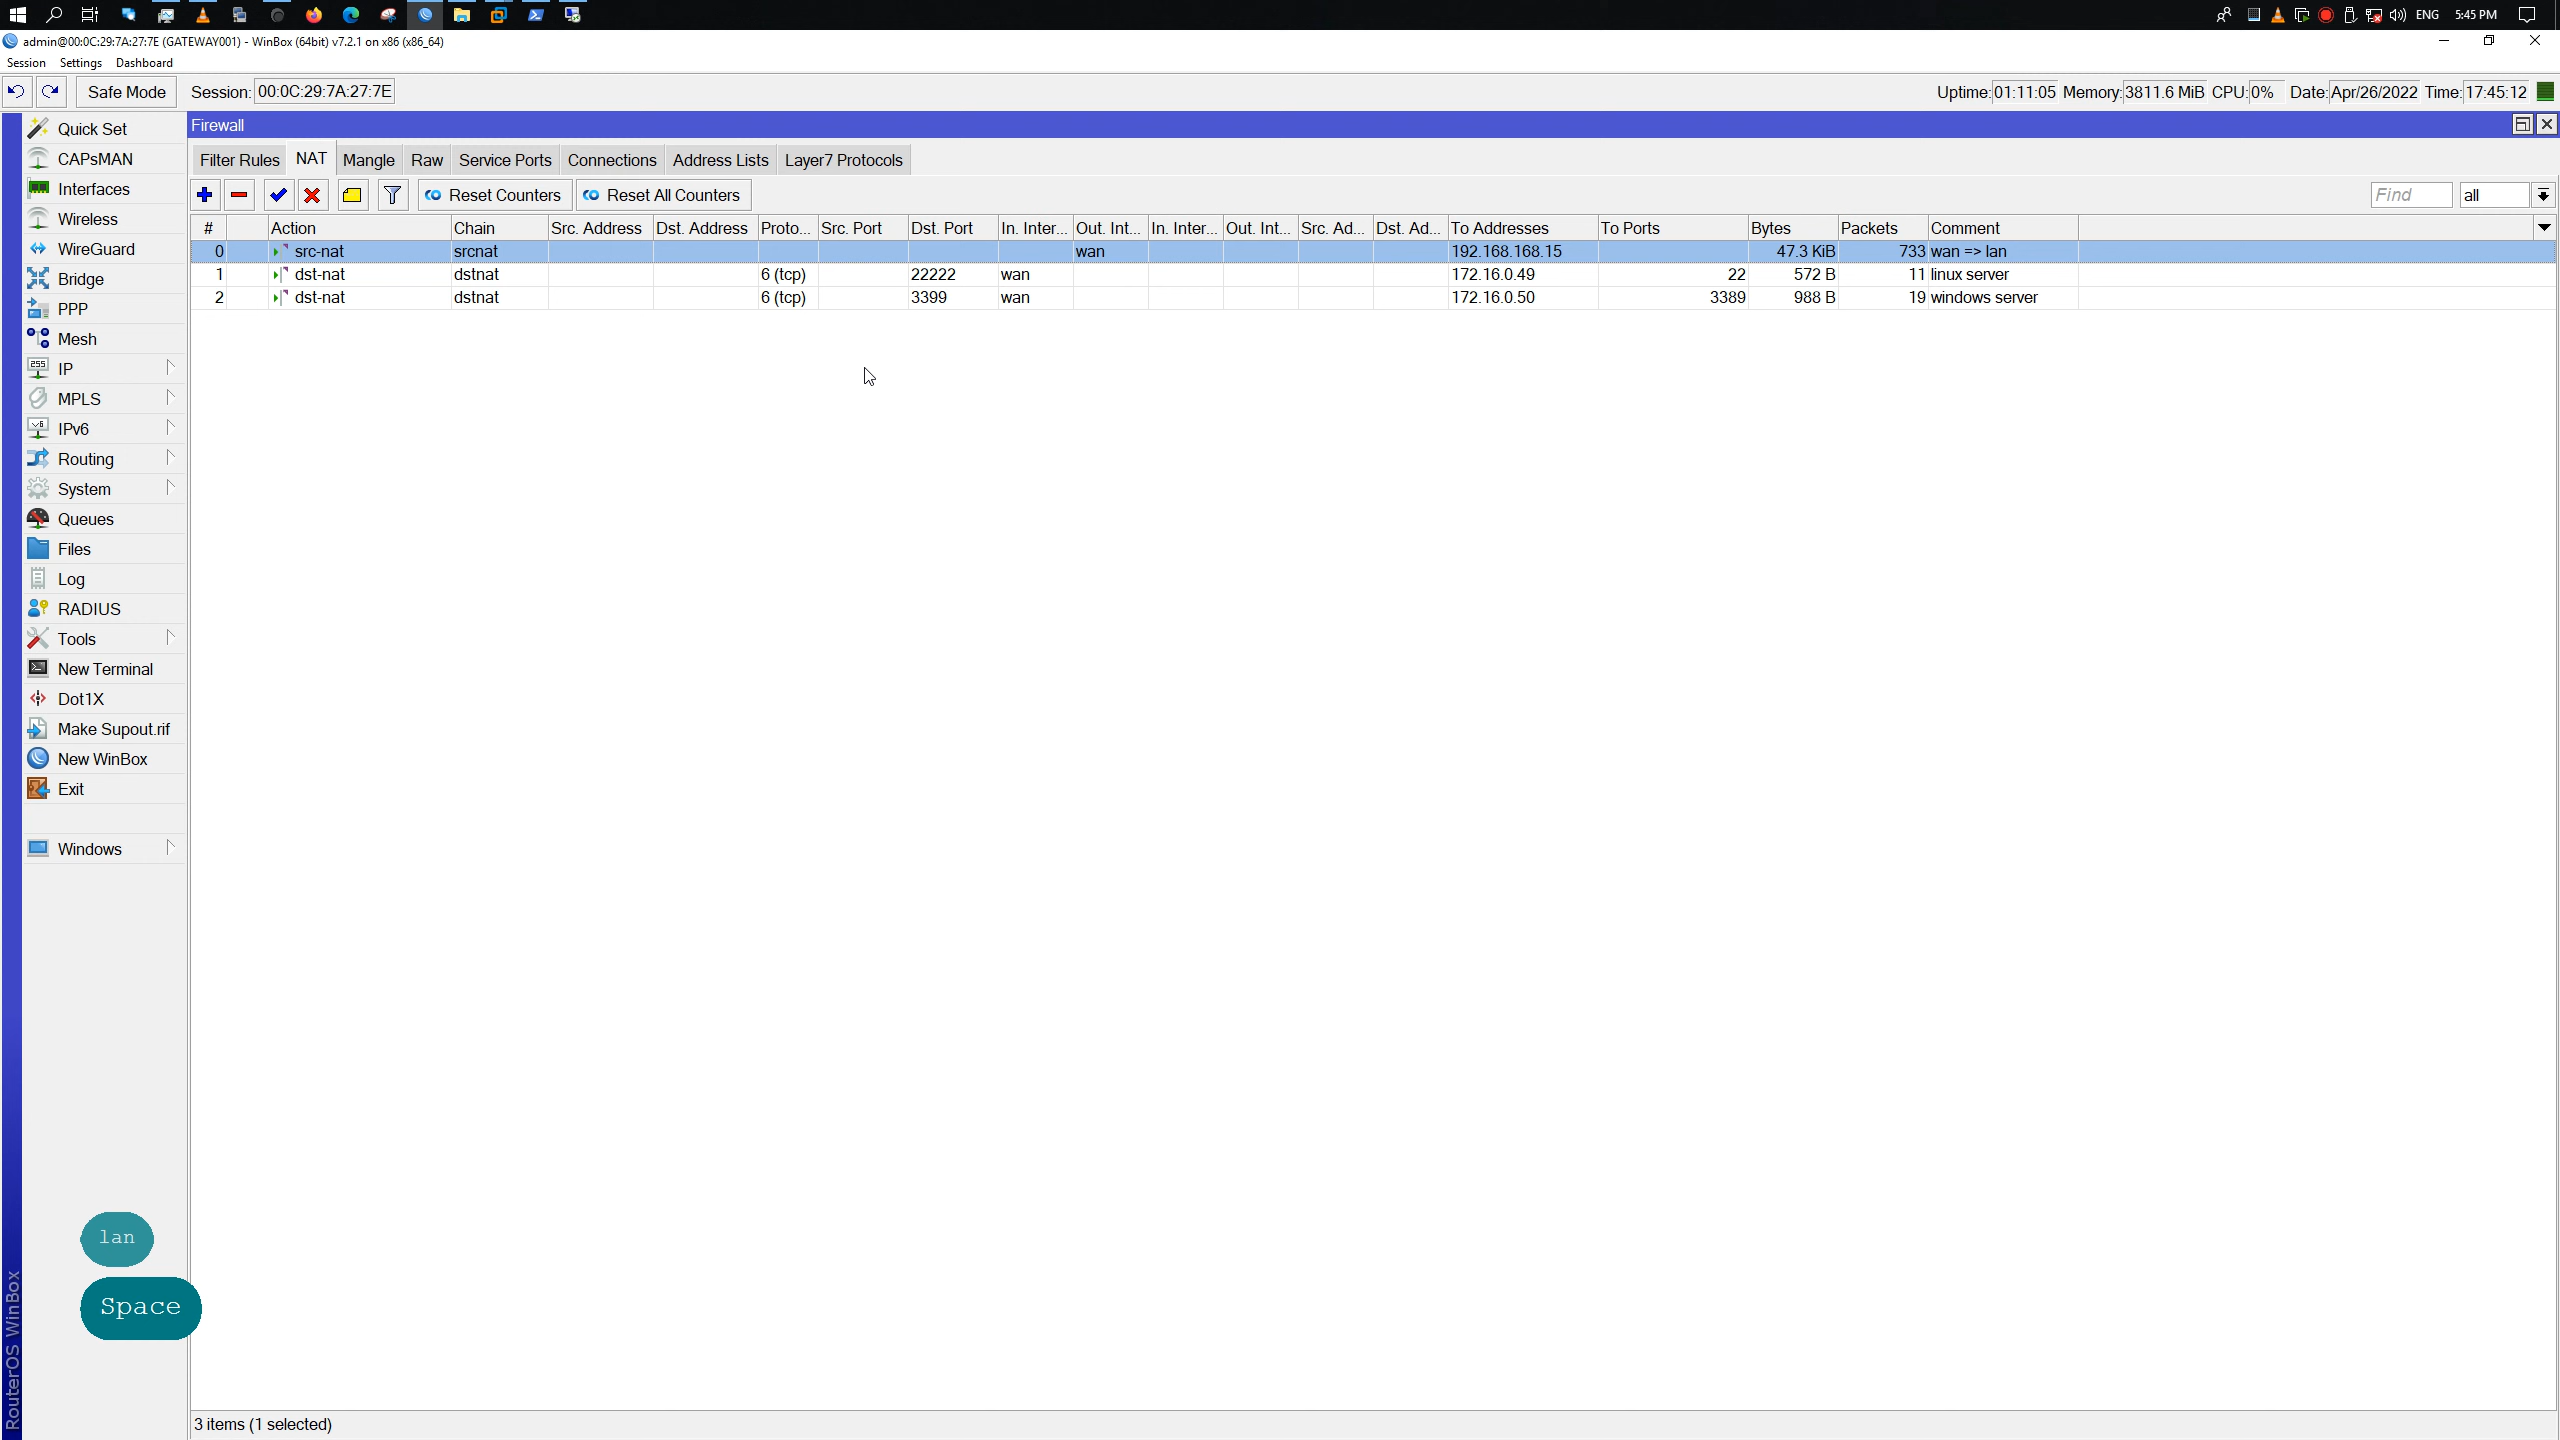 ENG 5:45 PM
admin@00:0C:29:7A:27:7E (GATEWAY001) - WinBox (64bit) v7.2.1 on x86 (x86_64)
Session Settings Dashboard
Safe Mode Session: 00:0C:29:7A:27:7E Uptime: 01:11:05 Memory: 3811.6 MiB CPU: 0% Date: Apr/26/2022 Time: 17:45:12
Firewall
Filter Rules NAT Mangle Raw Service Ports Connections Address Lists Layer7 Protocols
Reset Counters Reset All Counters Find all
# Action Chain Src. Address Dst. Address Proto... Src. Port Dst. Port In. Inter... Out. Int... In. Inter... Out. Int... Src. Ad... Dst. Ad... To Addresses To Ports Bytes Packets Comment
0 src-nat srcnat wan 192.168.168.15 47.3 KiB 733 wan => lan
1 dst-nat dstnat 6 (tcp) 22222 wan 172.16.0.49 22 572 B 11 linux server
2 dst-nat dstnat 6 (tcp) 3399 wan 172.16.0.50 3389 988 B 19 windows server
Quick Set
CAPsMAN
Interfaces
Wireless
WireGuard
Bridge
PPP
Mesh
IP
MPLS
IPv6
Routing
System
Queues
Files
Log
RADIUS
Tools
New Terminal
Dot1X
Make Supout.rif
New WinBox
Exit
Windows
lan
Space
RouterOS WinBox
3 items (1 selected)